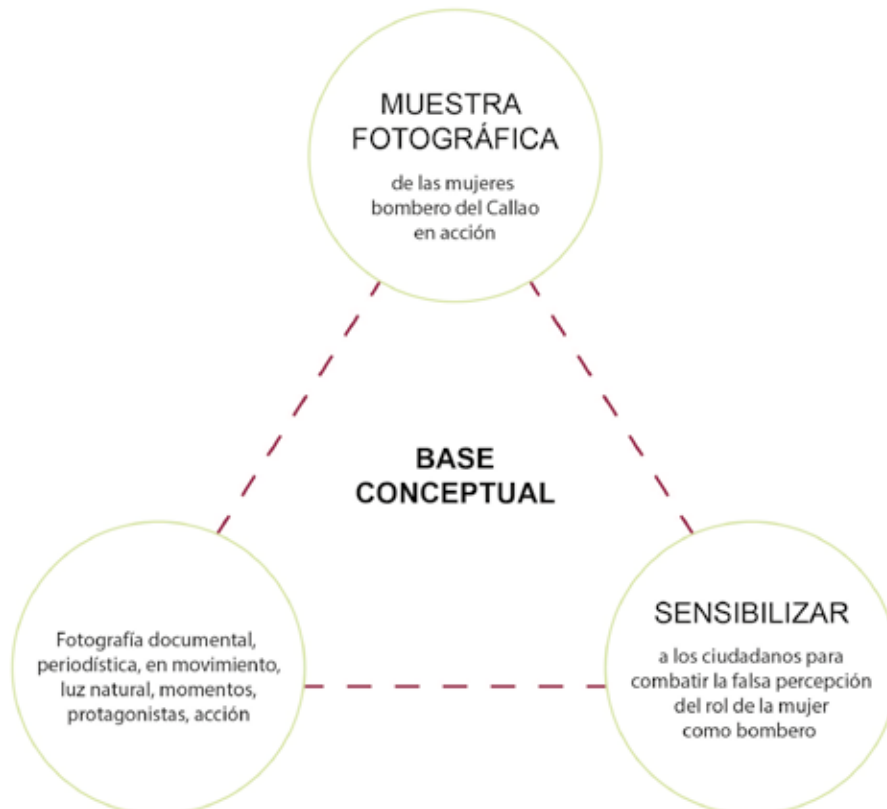 MUESTRA
FOTOGRÁFICA
de las mujeres
bombero del Callao
en acción
BASE
CONCEPTUAL
Fotografía documental,
periodística, en movimiento,
luz natural, momentos,
protagonistas, acción
SENSIBILIZAR
a los ciudadanos para
combatir la falsa percepción
del rol de la mujer
como bombero